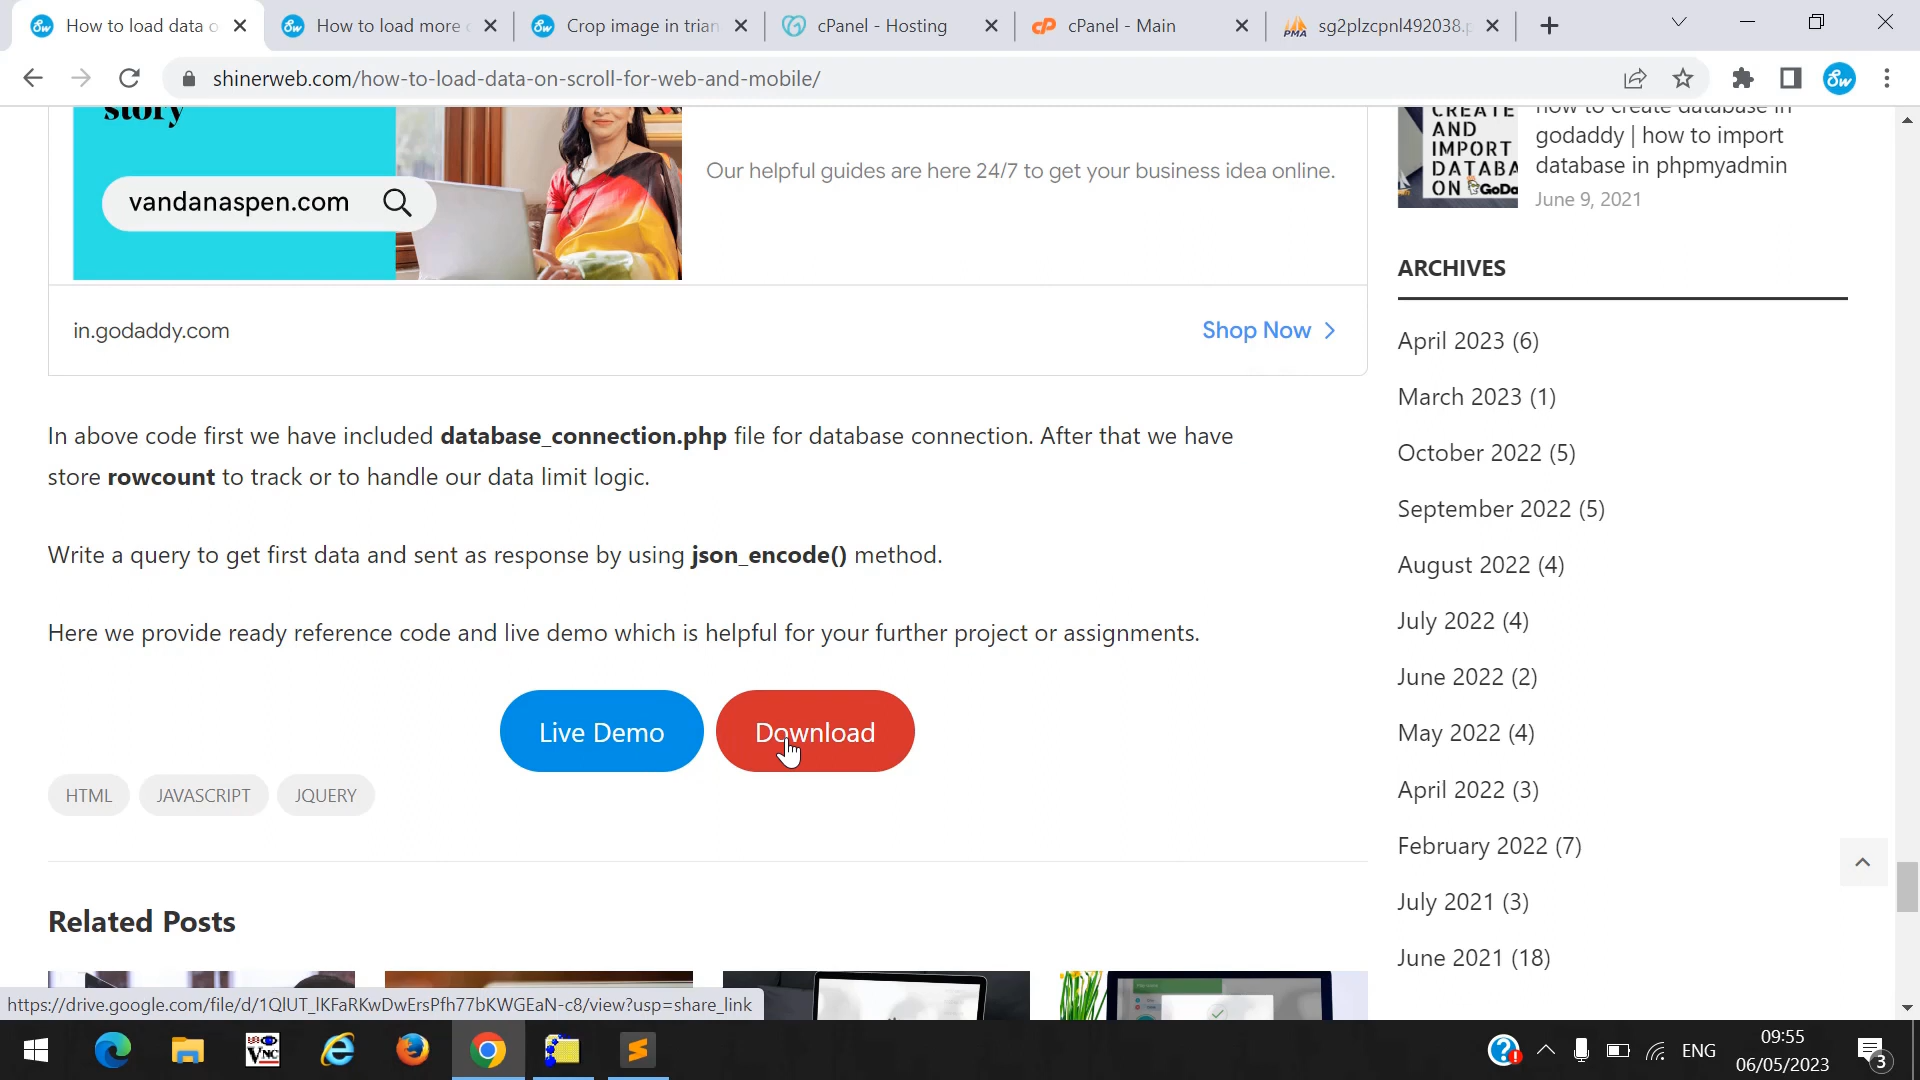 How to load data o
How to load more
Crop image in trian
cPanel - Hosting
cPanel - Main
sg2plzcpnl492038.p
shinerweb.com/how-to-load-data-on-scroll-for-web-and-mobile/
story
vandanaspen.com
Our helpful guides are here 24/7 to get your business idea online.
in.godaddy.com
Shop Now
In above code first we have included database_connection.php file for database connection. After that we have
store rowcount to track or to handle our data limit logic.
Write a query to get first data and sent as response by using json_encode() method.
Here we provide ready reference code and live demo which is helpful for your further project or assignments.
Live Demo
Download
HTML
JAVASCRIPT
JQUERY
Related Posts
CREATE
AND
IMPORT
DATABA
ON GoDa
how to create database in
godaddy | how to import
database in phpmyadmin
June 9, 2021
ARCHIVES
April 2023 (6)
March 2023 (1)
October 2022 (5)
September 2022 (5)
August 2022 (4)
July 2022 (4)
June 2022 (2)
May 2022 (4)
April 2022 (3)
February 2022 (7)
July 2021 (3)
June 2021 (18)
https://drive.google.com/file/d/1QlUT_lKFaRKwDwErsPfh77bKWGEaN-c8/view?usp=share_link
ENG
09:55
06/05/2023
3